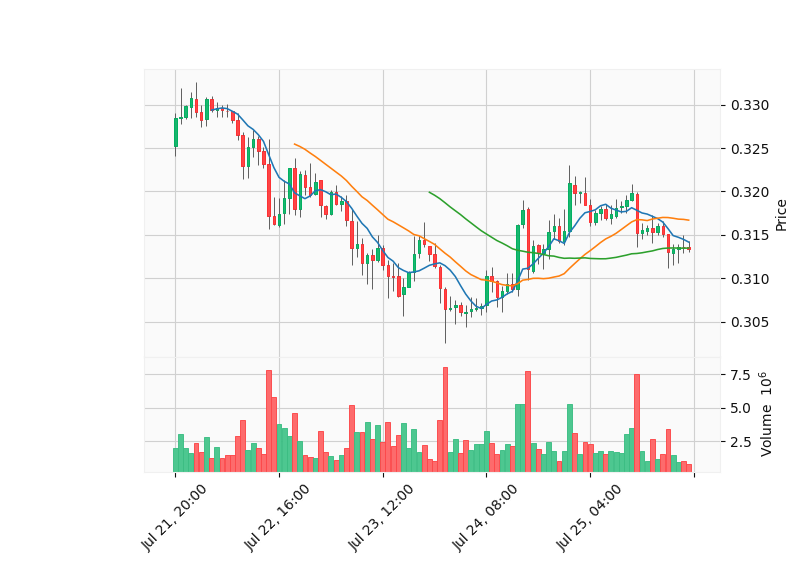 0.330
0.325
0.320
0.315
0.310
0.305
Price
7.5
5.0
2.5
Volume 10^6
Jul 21, 20:00
Jul 22, 16:00
Jul 23, 12:00
Jul 24, 08:00
Jul 25, 04:00